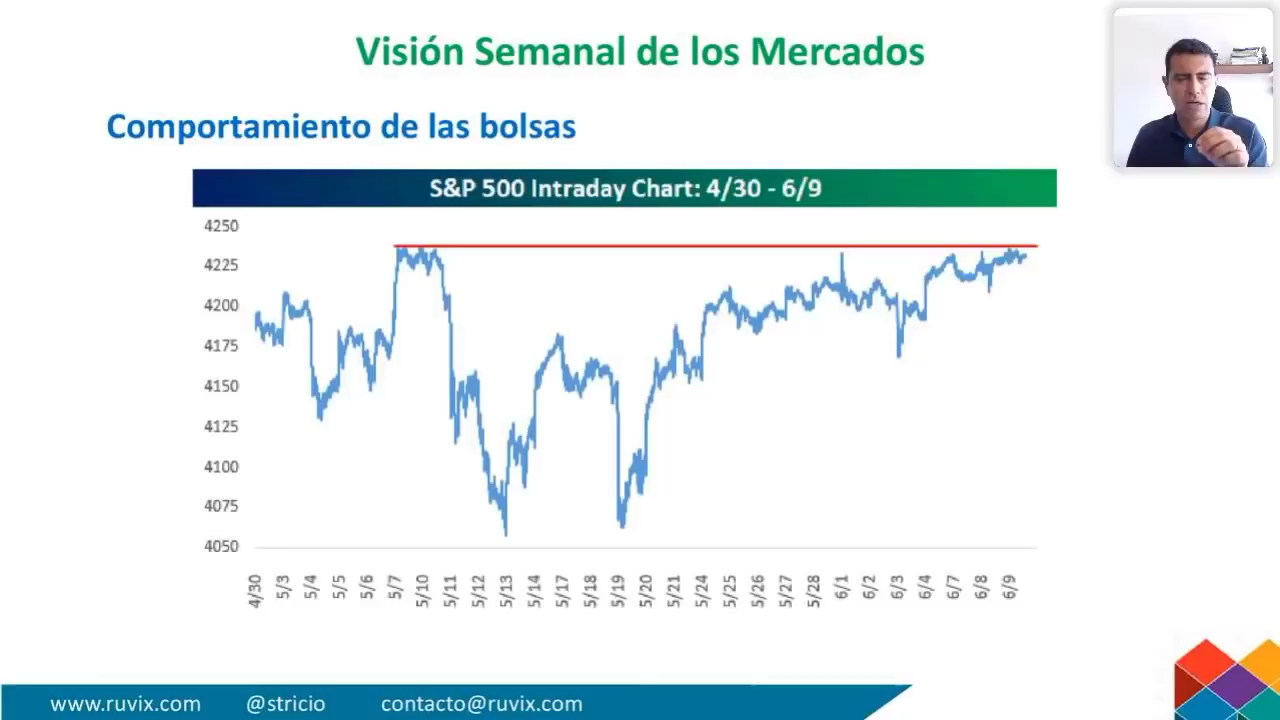 Visión Semanal de los Mercados
Comportamiento de las bolsas
S&P 500 Intraday Chart: 4/30 - 6/9
4250
4225
4200
4175
4150
4125
4100
4075
4050
4/30 5/3 5/4 5/5 5/6 5/7 5/10 5/11 5/12 5/13 5/14 5/17 5/18 5/19 5/20 5/21 5/24 5/25 5/26 5/27 5/28 6/1 6/2 6/3 6/4 6/7 6/8 6/9
www.ruvix.com @stricio contacto@ruvix.com